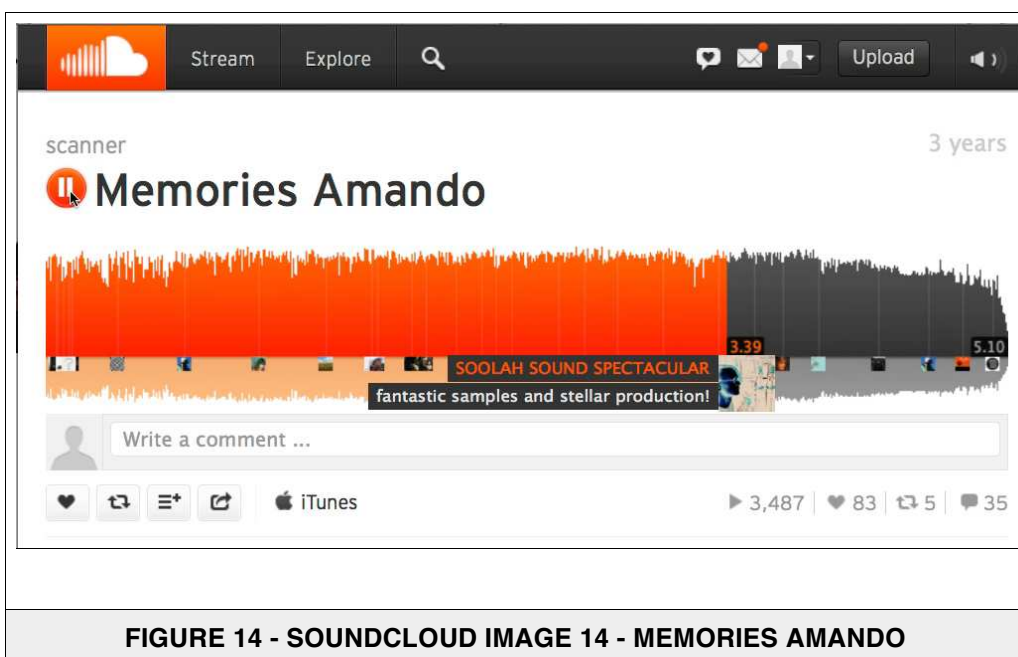 Stream Explore Upload
scanner 3 years
Memories Amando
3.39 5.10
SOOLAH SOUND SPECTACULAR
fantastic samples and stellar production!
Write a comment ...
iTunes 3,487 83 5 35
FIGURE 14 - SOUNDCLOUD IMAGE 14 - MEMORIES AMANDO